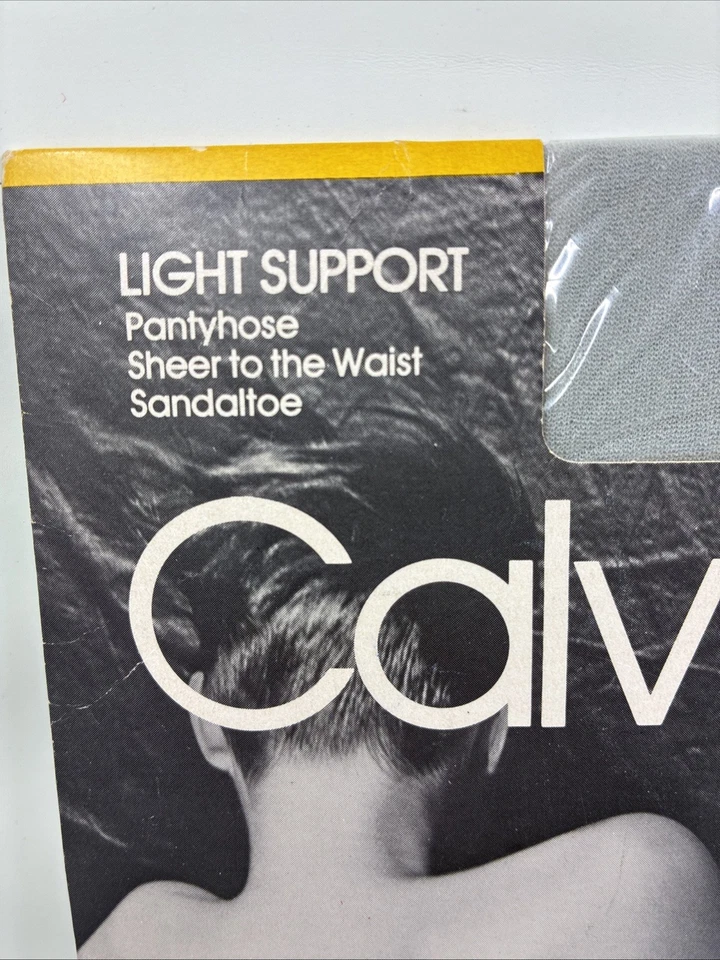 LIGHT SUPPORT
Pantyhose
Sheer to the Waist
Sandaltoe
Calv